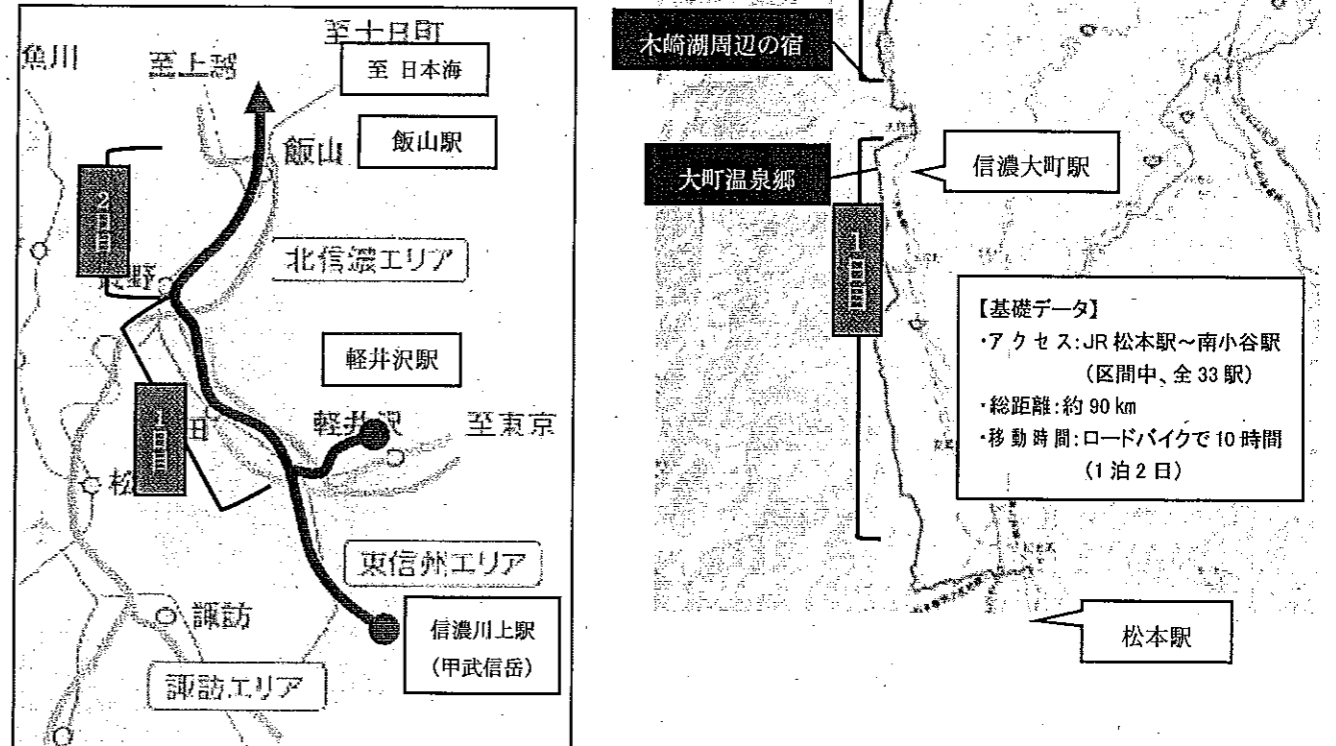 至十日町
魚川
至上越
至 日本海
飯山
飯山駅
2日目
北信濃エリア
軽井沢駅
1日目
田
軽井沢
至東京
松
東信州エリア
諏訪
信濃川上駅
(甲武信岳)
諏訪エリア
木崎湖周辺の宿
大町温泉郷
信濃大町駅
1日目
【基礎データ】
・アクセス:JR 松本駅～南小谷駅
(区間中、全 33 駅)
・総距離:約 90 km
・移動時間:ロードバイクで 10 時間
(1 泊 2 日)
松本駅